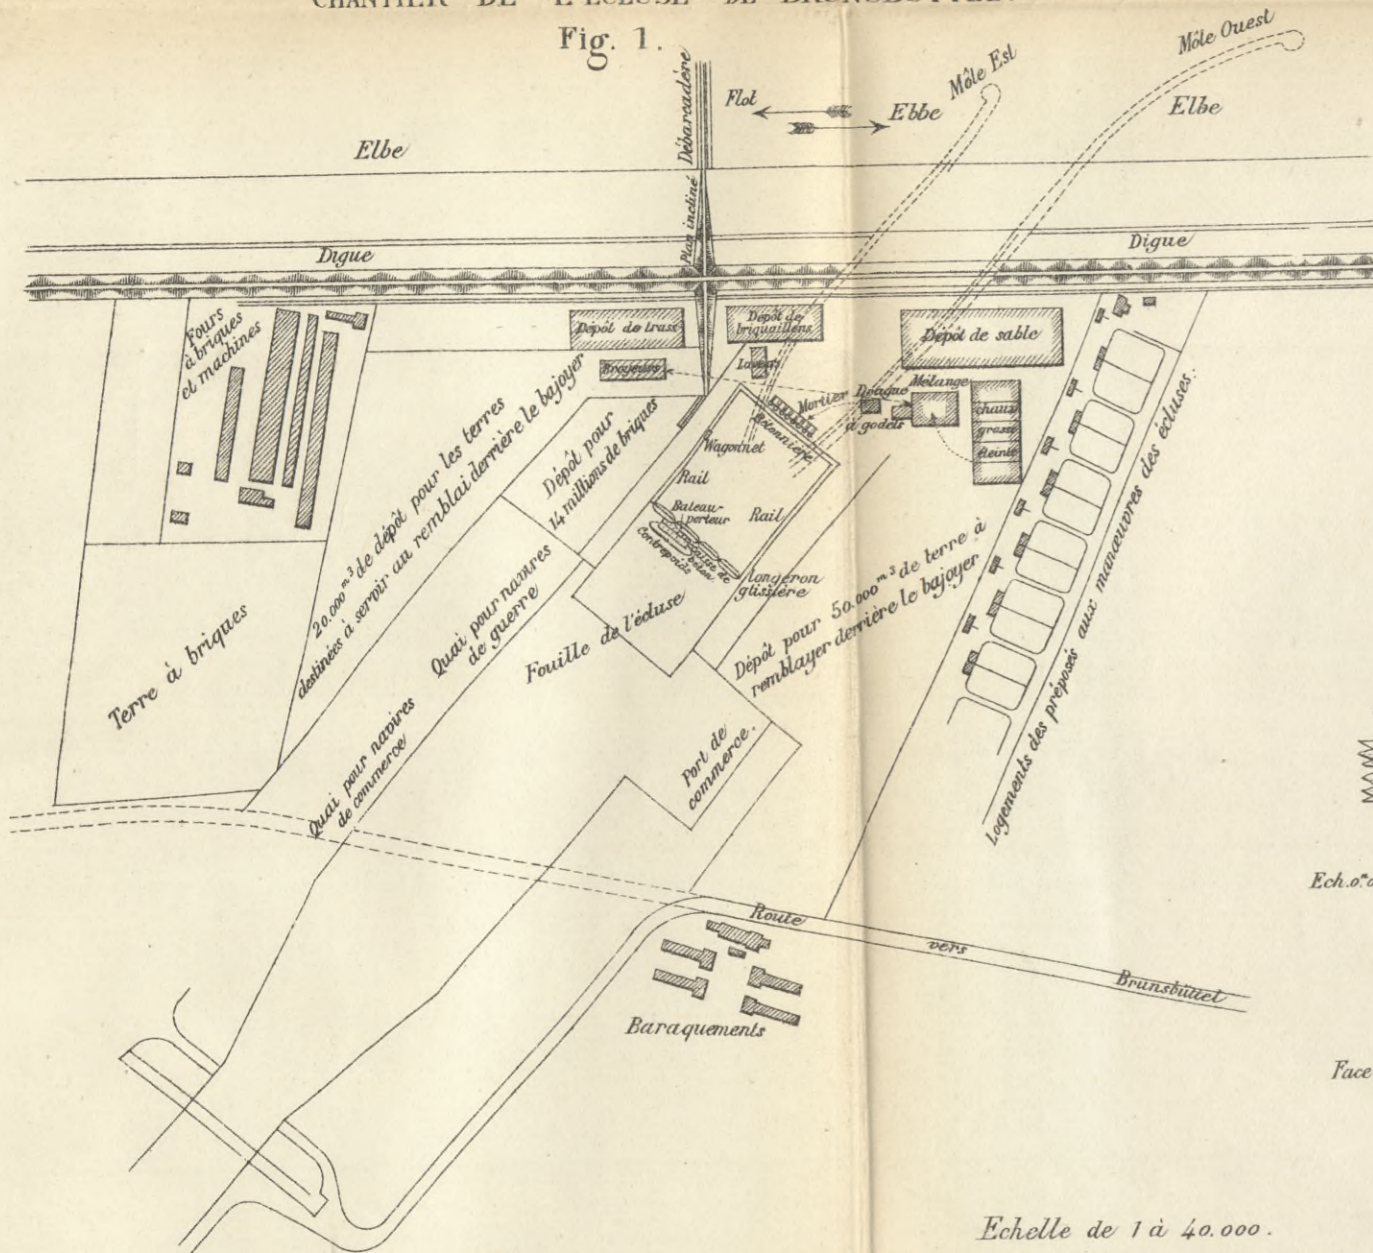 Fig. 1.
Débarcadère
Flot
Ebbe
Môle Est
Môle Ouest
Elbe
Elbe
Plan incliné
Digue
Digue
Fours
à briques
et machines
Dépôt de trass
Dépôt de
briquaillons
Dépôt de sable
Broyeurs
Laveur
Mortier
Drague
à godets
Mélange
chaux
grasse
éteinte
Bétonnière
Wagonnet
Rail
Rail
Bateau-
porteur
Contrepoids
béton
Longeron
glissière
Dépôt pour
14 millions de briques
20.000 m³ de dépôt pour les terres
destinées à servir au remblai derrière le bajoyer
Terre à briques
Quai pour navires
de guerre
Fouille de l'écluse
Dépôt pour 50.000 m³ de terre à
remblayer derrière le bajoyer
Logements des préposés aux manœuvres des écluses.
Quai pour navires
de commerce
Port de
commerce.
Route vers Brunsbüttel
Baraquements
Face
Echelle de 1 à 40.000.